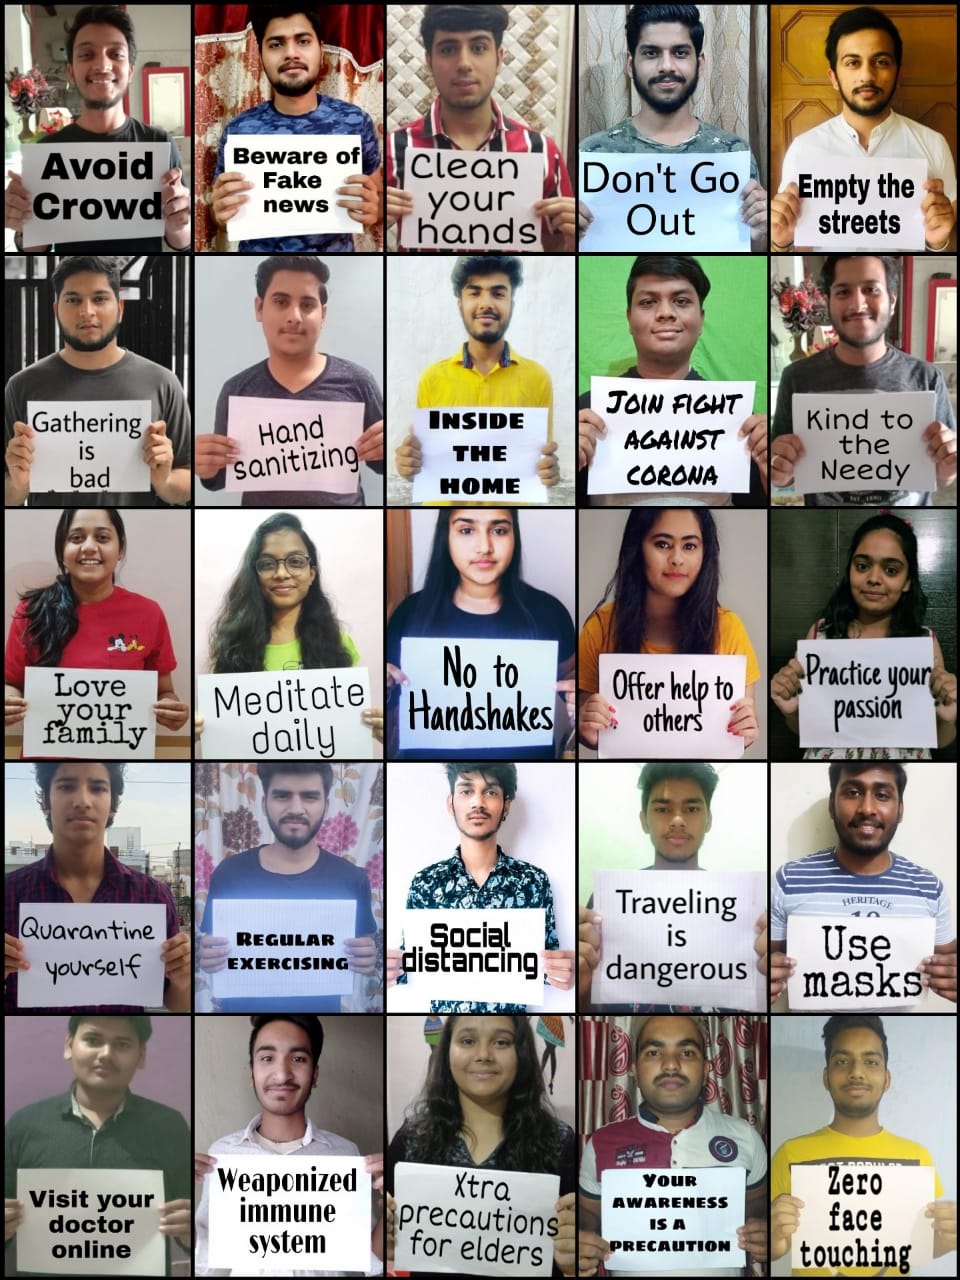 Avoid
Crowd
Beware of
Fake
news
Clean
your
hands
Don't Go
Out
Empty the
streets
Gathering
is
bad
Hand
sanitizing
INSIDE
THE
HOME
JOIN FIGHT
AGAINST
CORONA
Kind to
the
Needy
Love
your
family
Meditate
daily
No to
Handshakes
Offer help to
others
Practice your
passion
Quarantine
yourself
REGULAR
EXERCISING
Social
distancing
Traveling
is
dangerous
HERITAGE
Use
masks
Visit your
doctor
online
Weaponized
immune
system
Xtra
precautions
for elders
YOUR
AWARENESS
IS A
PRECAUTION
Zero
face
touching